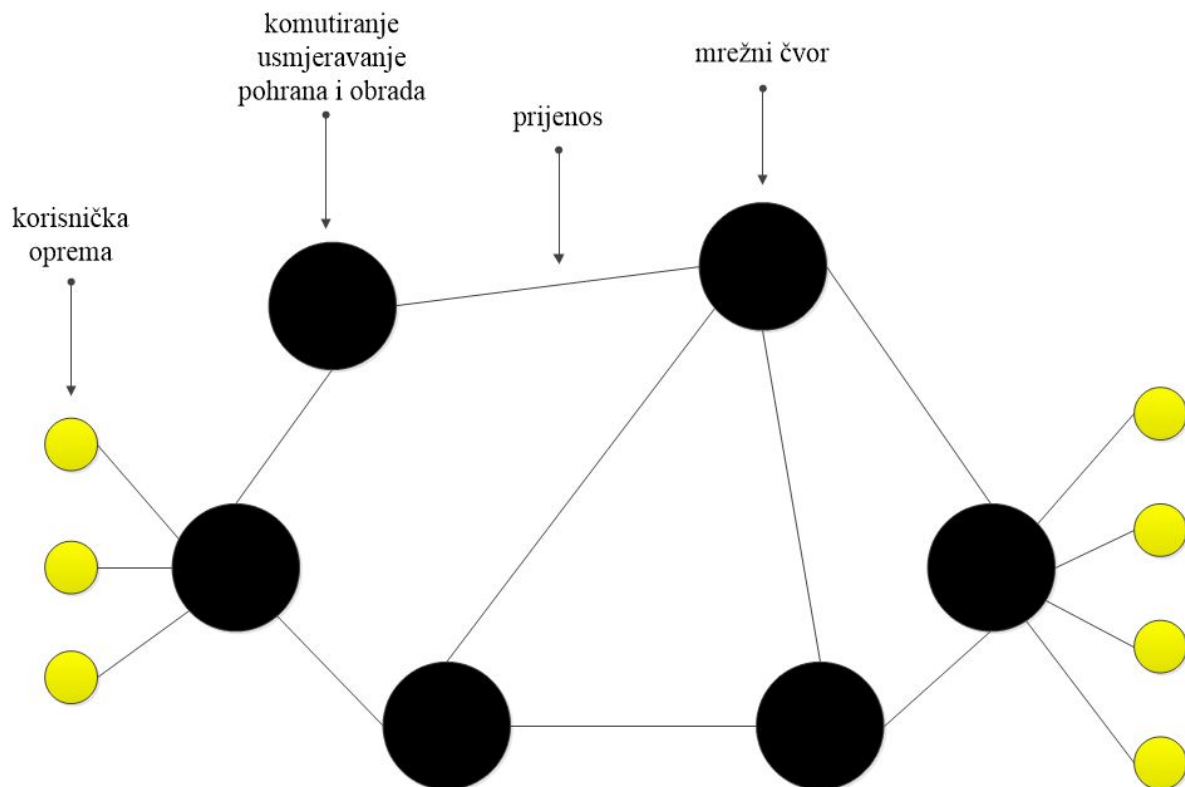 komutiranje
usmjeravanje
pohrana i obrada
mrežni čvor
prijenos
korisnička
oprema